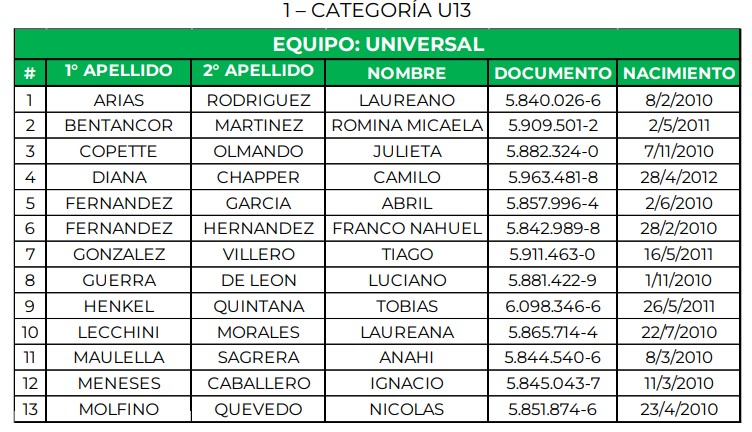 1 – CATEGORÍA U13
EQUIPO: UNIVERSAL
# 1° APELLIDO 2° APELLIDO NOMBRE DOCUMENTO NACIMIENTO
1 ARIAS RODRIGUEZ LAUREANO 5.840.026-6 8/2/2010
2 BENTANCOR MARTINEZ ROMINA MICAELA 5.909.501-2 2/5/2011
3 COPETTE OLMANDO JULIETA 5.882.324-0 7/11/2010
4 DIANA CHAPPER CAMILO 5.963.481-8 28/4/2012
5 FERNANDEZ GARCIA ABRIL 5.857.996-4 2/6/2010
6 FERNANDEZ HERNANDEZ FRANCO NAHUEL 5.842.989-8 28/2/2010
7 GONZALEZ VILLERO TIAGO 5.911.463-0 16/5/2011
8 GUERRA DE LEON LUCIANO 5.881.422-9 1/11/2010
9 HENKEL QUINTANA TOBIAS 6.098.346-6 26/5/2011
10 LECCHINI MORALES LAUREANA 5.865.714-4 22/7/2010
11 MAULELLA SAGRERA ANAHI 5.844.540-6 8/3/2010
12 MENESES CABALLERO IGNACIO 5.845.043-7 11/3/2010
13 MOLFINO QUEVEDO NICOLAS 5.851.874-6 23/4/2010